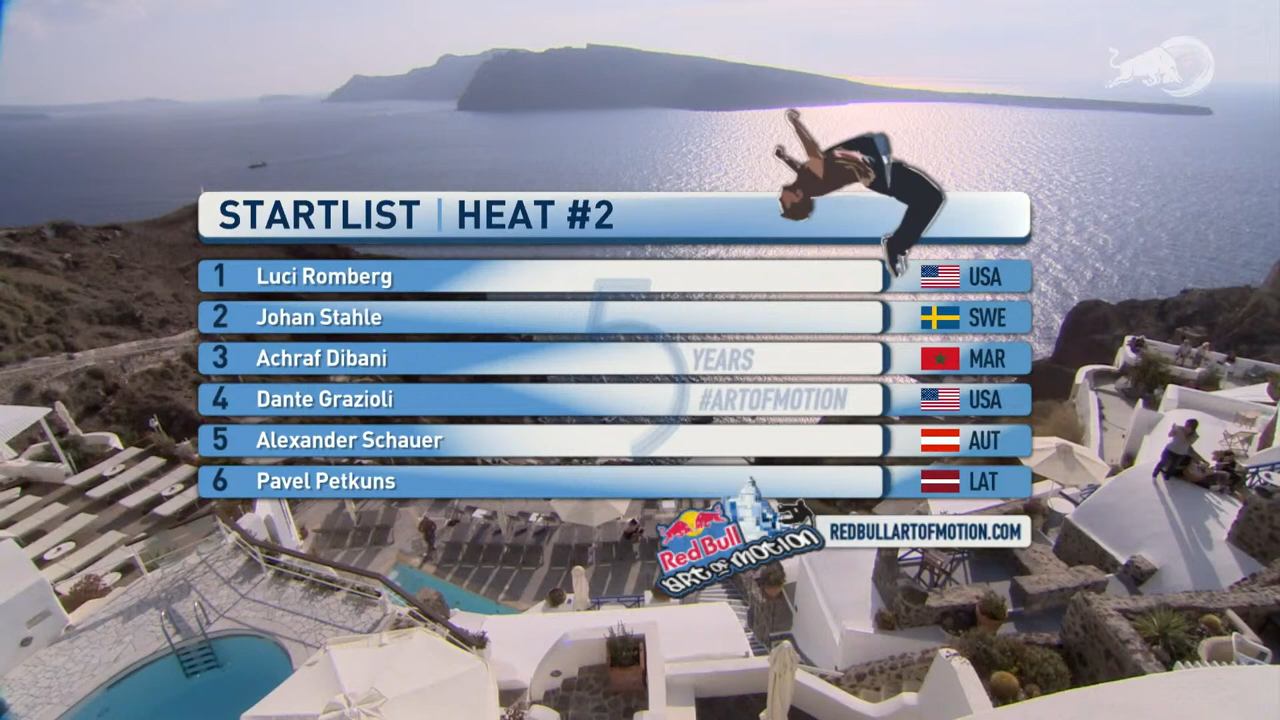 STARTLIST | HEAT #2
1 Luci Romberg USA
2 Johan Stahle SWE
3 Achraf Dibani MAR
4 Dante Grazioli USA
5 Alexander Schauer AUT
6 Pavel Petkuns LAT
5 YEARS
#ARTOFMOTION
Red Bull
ART OF MOTION
REDBULLARTOFMOTION.COM